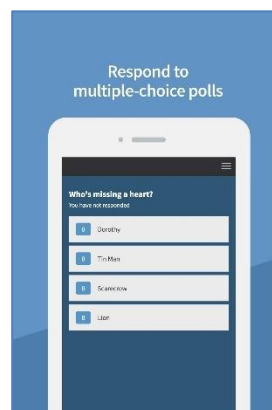 Respond to
multiple-choice polls
Who's missing a heart?
You have not responded
Dorothy
Tin Man
Scarecrow
Lion